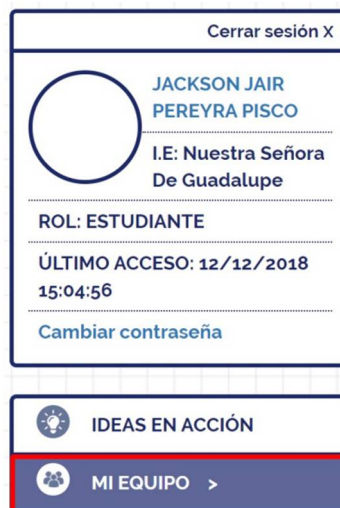 Cerrar sesión X
JACKSON JAIR
PEREYRA PISCO
I.E: Nuestra Señora
De Guadalupe
ROL: ESTUDIANTE
ÚLTIMO ACCESO: 12/12/2018
15:04:56
Cambiar contraseña
IDEAS EN ACCIÓN
MI EQUIPO >